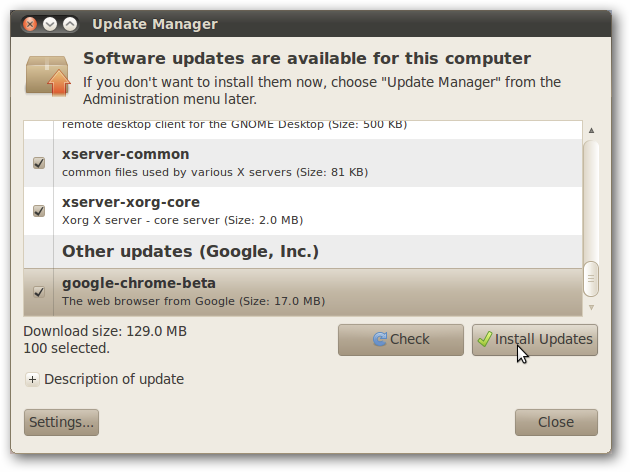 Update Manager
Software updates are available for this computer
If you don't want to install them now, choose "Update Manager" from the
Administration menu later.
remote desktop client for the GNOME Desktop (Size: 500 KB)
xserver-common
common files used by various X servers (Size: 81 KB)
xserver-xorg-core
Xorg X server - core server (Size: 2.0 MB)
Other updates (Google, Inc.)
google-chrome-beta
The web browser from Google (Size: 17.0 MB)
Download size: 129.0 MB
100 selected.
Check
Install Updates
Description of update
Settings...
Close